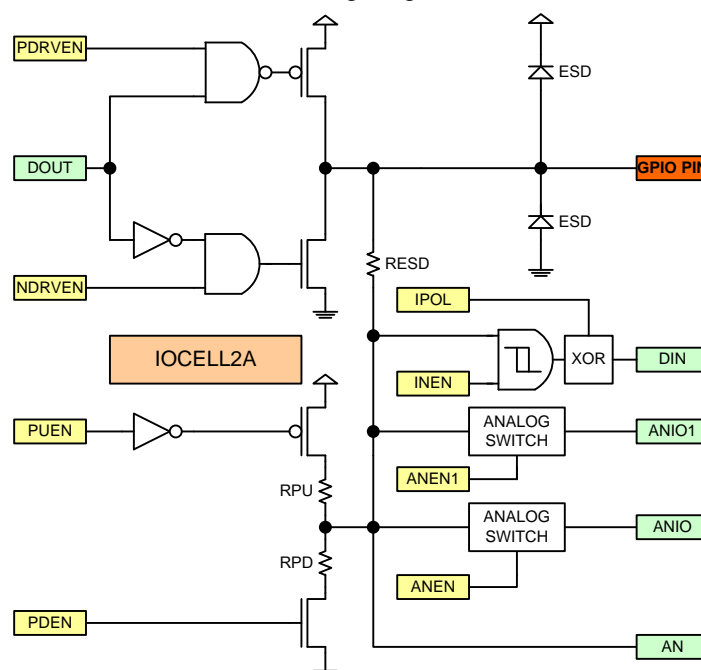 PDRVEN
ESD
DOUT
GPIO PIN
ESD
RESD
NDRVEN
IPOL
IOCELL2A
XOR
DIN
INEN
PUEN
ANALOG
SWITCH
ANIO1
ANEN1
RPU
ANALOG
SWITCH
ANIO
RPD
ANEN
PDEN
AN